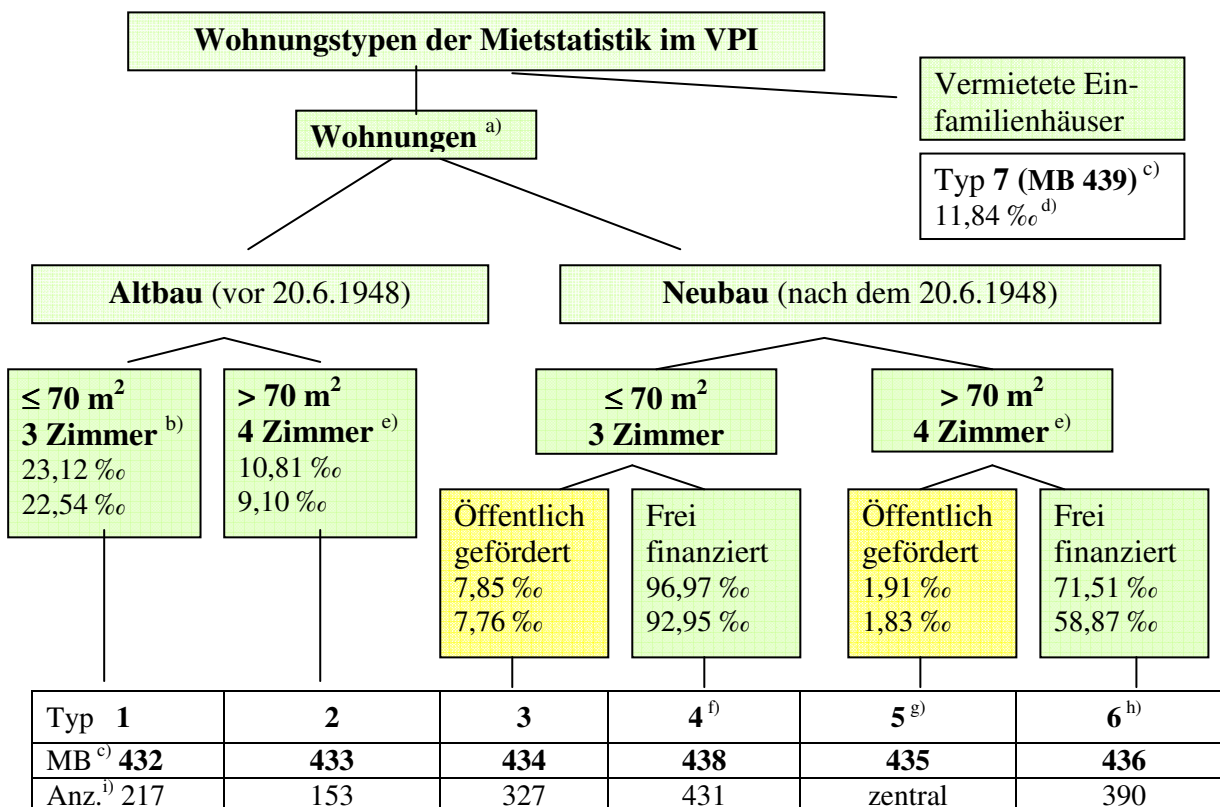 Wohnungstypen der Mietstatistik im VPI
Vermietete Ein-
familienhäuser
Wohnungen a)
Typ 7 (MB 439) c)
11,84 ‰ d)
Altbau (vor 20.6.1948)
Neubau (nach dem 20.6.1948)
≤ 70 m²
3 Zimmer b)
23,12 ‰
22,54 ‰
> 70 m²
4 Zimmer e)
10,81 ‰
9,10 ‰
≤ 70 m²
3 Zimmer
> 70 m²
4 Zimmer e)
Öffentlich
gefördert
7,85 ‰
7,76 ‰
Frei
finanziert
96,97 ‰
92,95 ‰
Öffentlich
gefördert
1,91 ‰
1,83 ‰
Frei
finanziert
71,51 ‰
58,87 ‰
Typ 1 2 3 4 f) 5 g) 6 h)
MB c) 432 433 434 438 435 436
Anz. i) 217 153 327 431 zentral 390